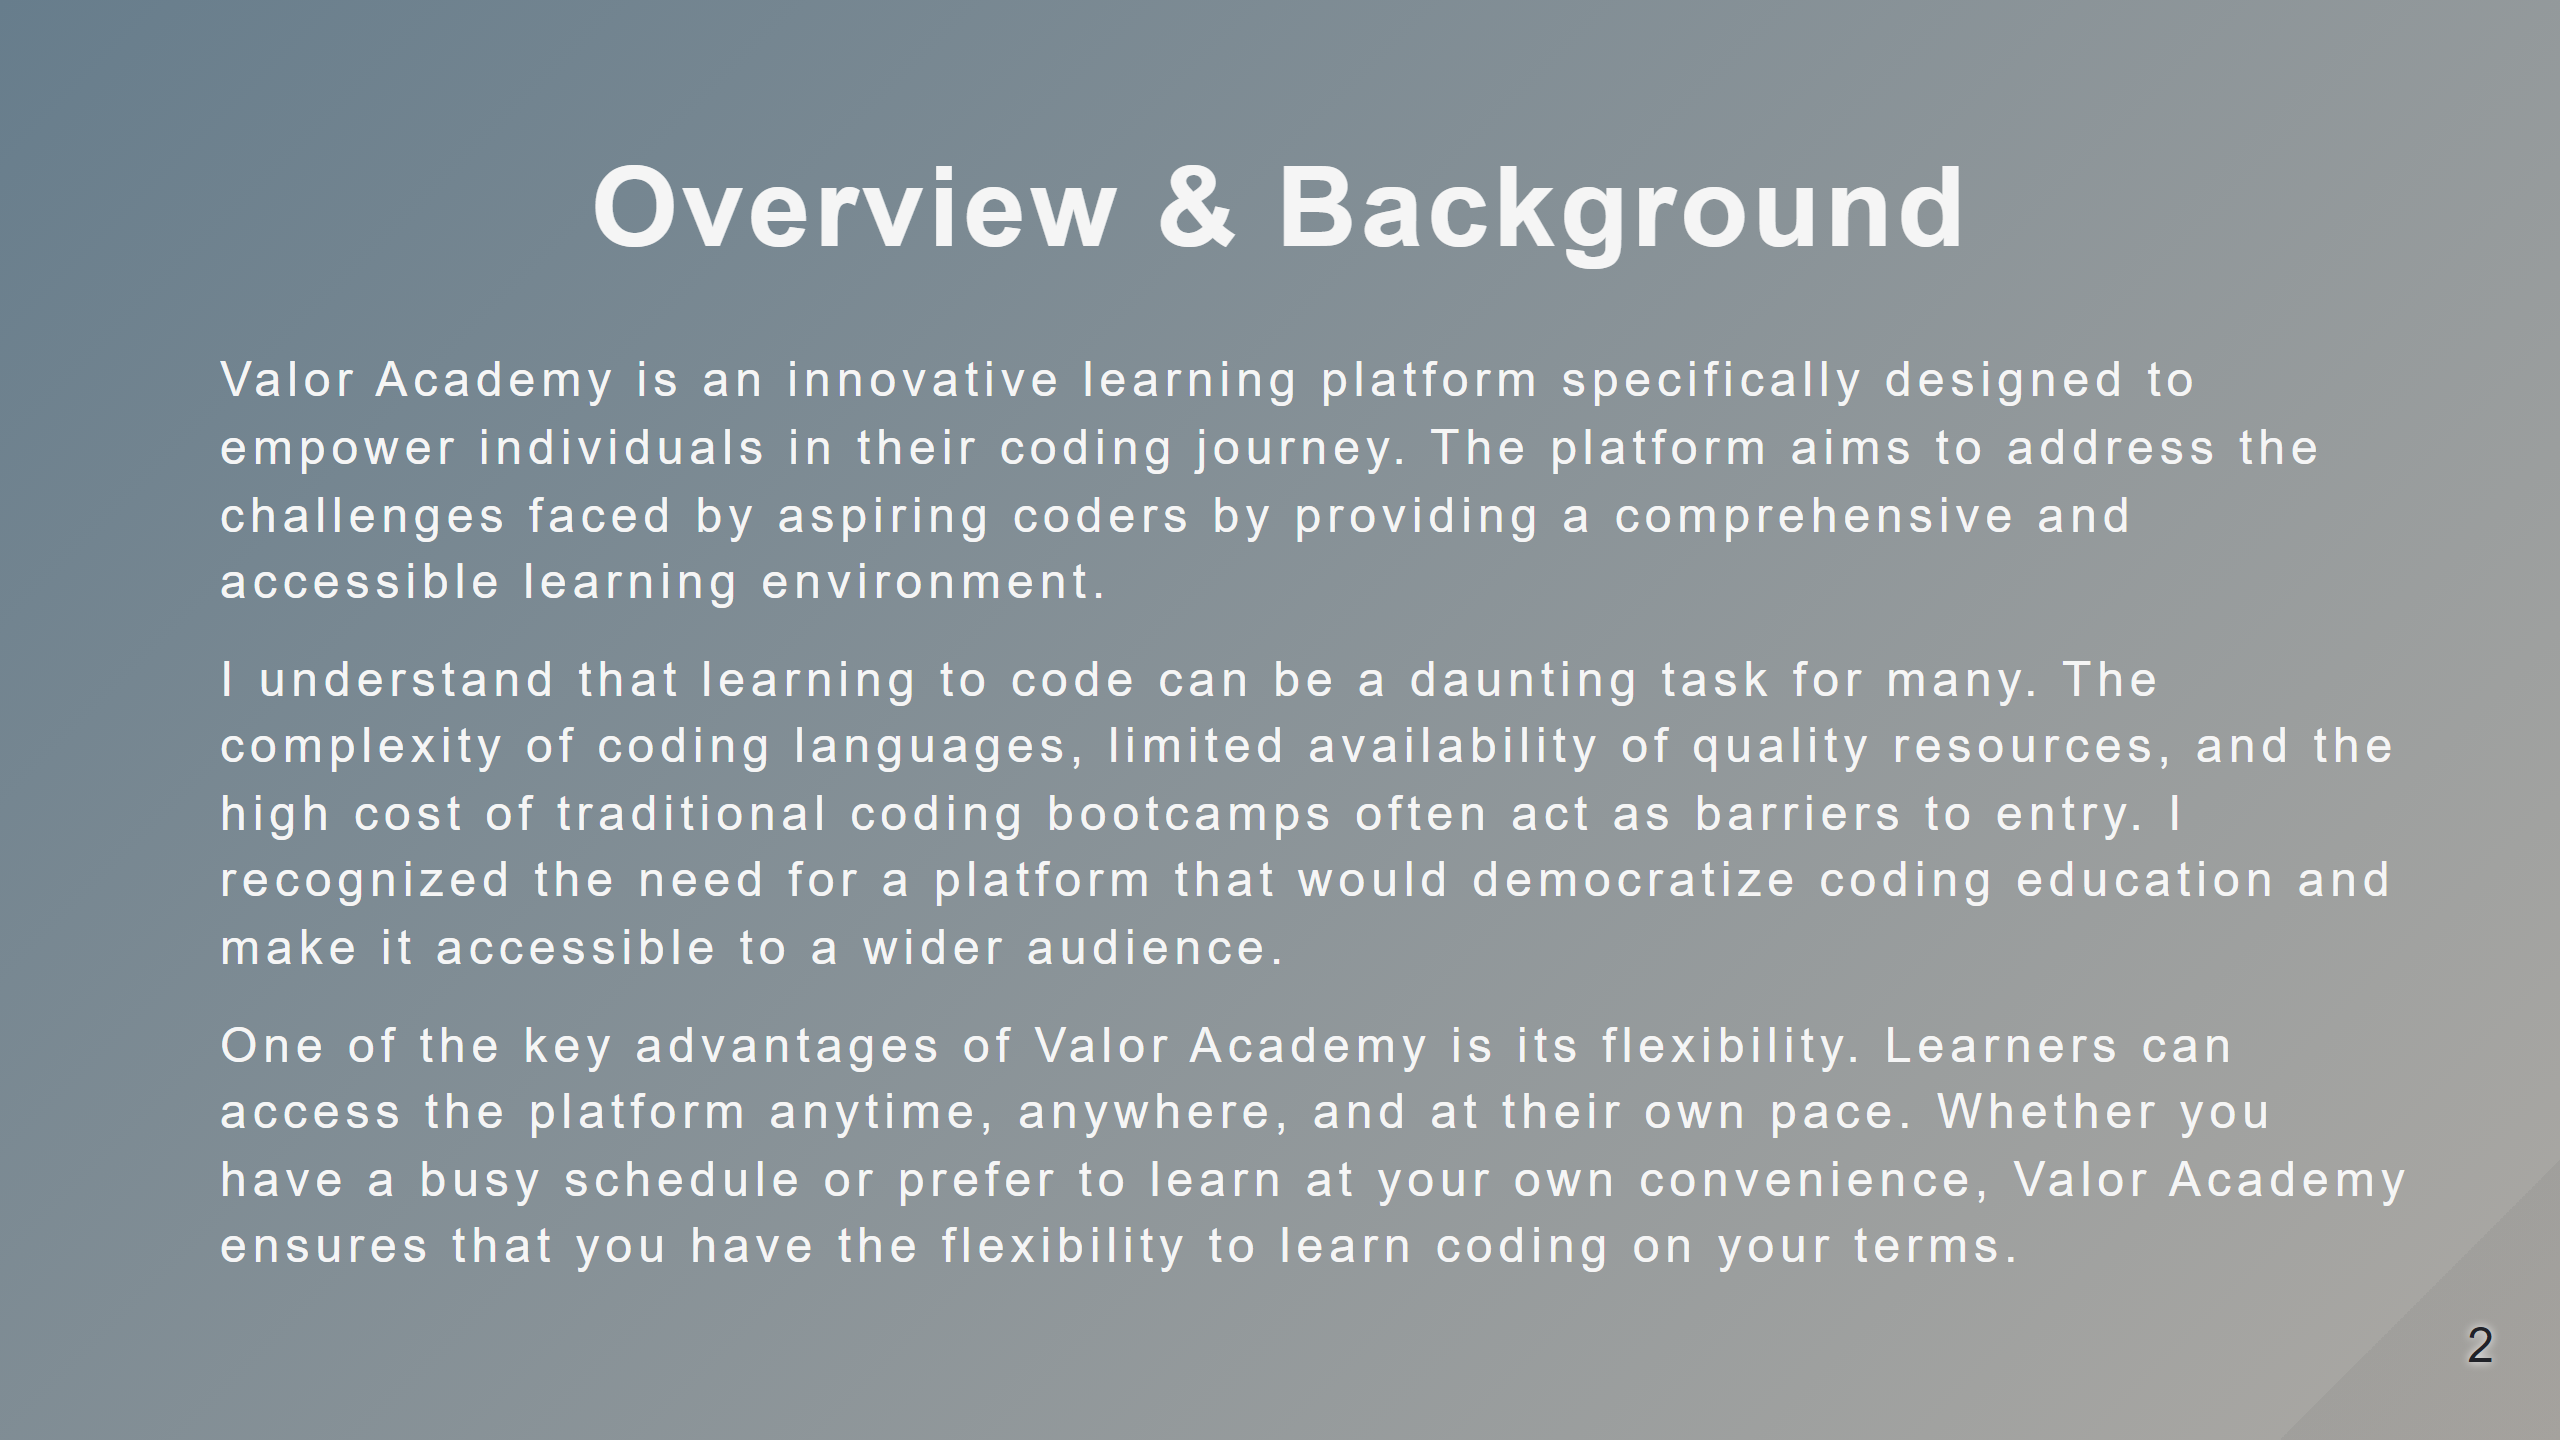 Overview & Background
Valor Academy is an innovative learning platform specifically designed to
empower individuals in their coding journey. The platform aims to address the
challenges faced by aspiring coders by providing a comprehensive and
accessible learning environment.
I understand that learning to code can be a daunting task for many. The
complexity of coding languages, limited availability of quality resources, and the
high cost of traditional coding bootcamps often act as barriers to entry. I
recognized the need for a platform that would democratize coding education and
make it accessible to a wider audience.
One of the key advantages of Valor Academy is its flexibility. Learners can
access the platform anytime, anywhere, and at their own pace. Whether you
have a busy schedule or prefer to learn at your own convenience, Valor Academy
ensures that you have the flexibility to learn coding on your terms.
2